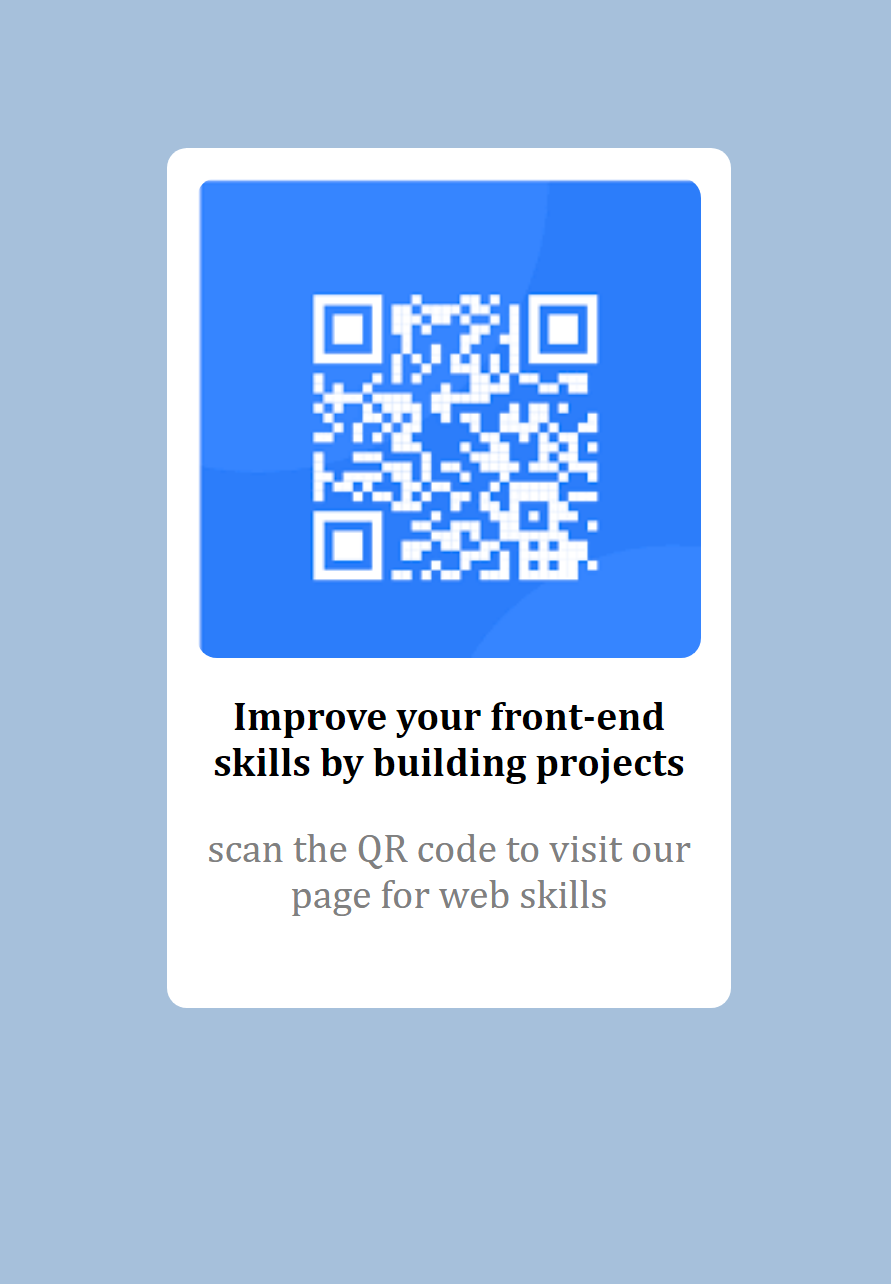 Improve your front-end
skills by building projects
scan the QR code to visit our
page for web skills